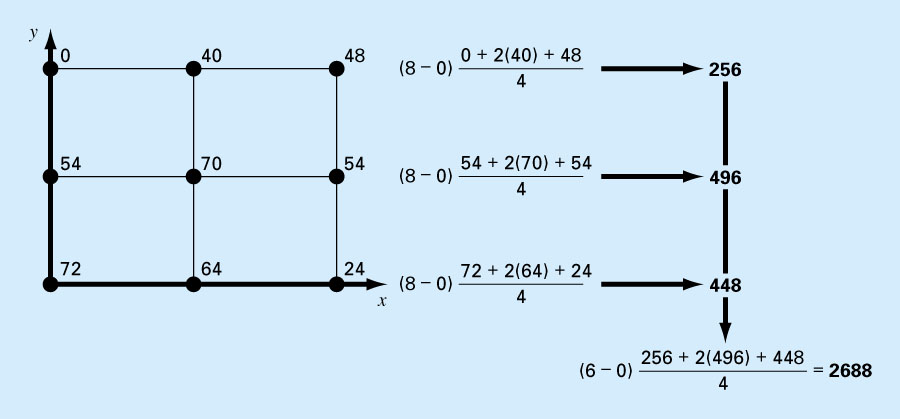 y
0 40 48 (8 – 0) 0 + 2(40) + 48 / 4 256
54 70 54 (8 – 0) 54 + 2(70) + 54 / 4 496
72 64 24 (8 – 0) 72 + 2(64) + 24 / 4 448
x
(6 – 0) 256 + 2(496) + 448 / 4 = 2688